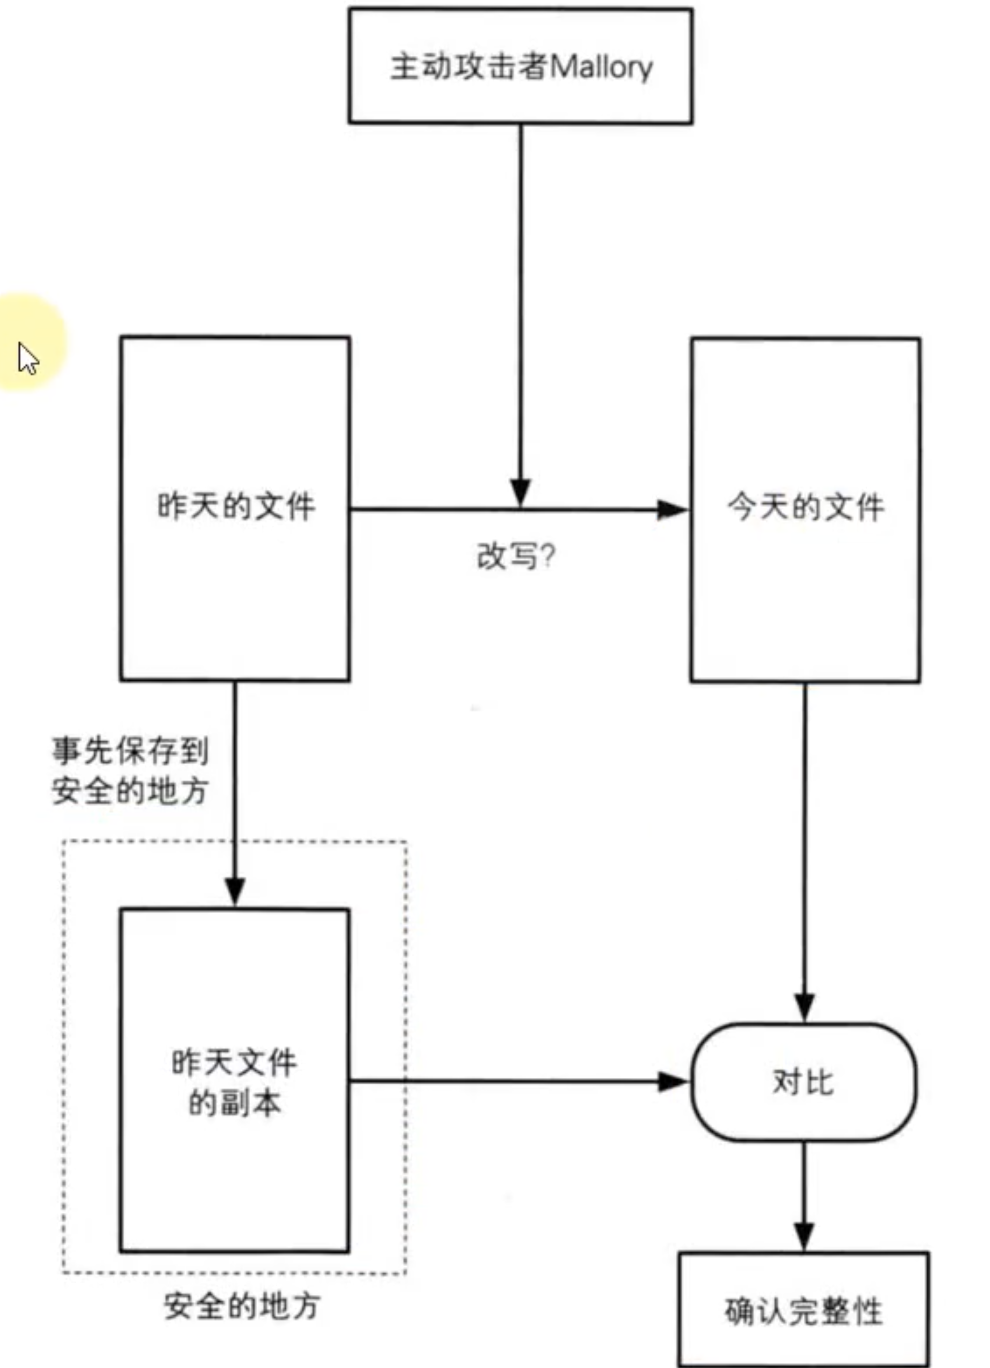 主动攻击者Mallory
昨天的文件
今天的文件
改写?
事先保存到
安全的地方
昨天文件
的副本
对比
安全的地方
确认完整性